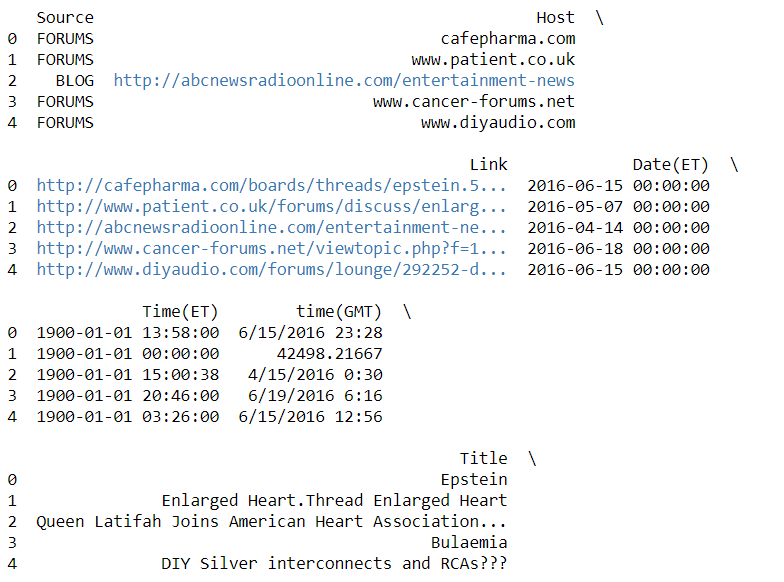 Source Host \
0 FORUMS cafepharma.com
1 FORUMS www.patient.co.uk
2 BLOG http://abcnewsradioonline.com/entertainment-news
3 FORUMS www.cancer-forums.net
4 FORUMS www.diyaudio.com
Link Date(ET) \
0 http://cafepharma.com/boards/threads/epstein.5... 2016-06-15 00:00:00
1 http://www.patient.co.uk/forums/discuss/enlarg... 2016-05-07 00:00:00
2 http://abcnewsradioonline.com/entertainment-ne... 2016-04-14 00:00:00
3 http://www.cancer-forums.net/viewtopic.php?f=1... 2016-06-18 00:00:00
4 http://www.diyaudio.com/forums/lounge/292252-d... 2016-06-15 00:00:00
Time(ET) time(GMT) \
0 1900-01-01 13:58:00 6/15/2016 23:28
1 1900-01-01 00:00:00 42498.21667
2 1900-01-01 15:00:38 4/15/2016 0:30
3 1900-01-01 20:46:00 6/19/2016 6:16
4 1900-01-01 03:26:00 6/15/2016 12:56
Title \
0 Epstein
1 Enlarged Heart.Thread Enlarged Heart
2 Queen Latifah Joins American Heart Association...
3 Bulaemia
4 DIY Silver interconnects and RCAs???